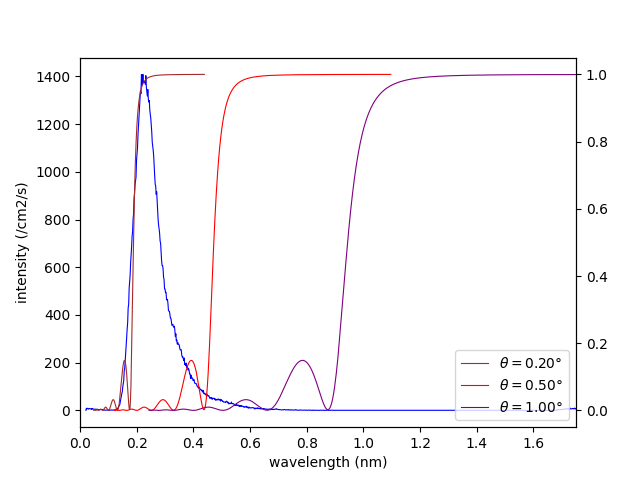 1400
1200
1000
800
600
400
200
0
intensity (/cm2/s)
1.0
0.8
0.6
0.4
0.2
0.0
θ = 0.20°
θ = 0.50°
θ = 1.00°
0.0 0.2 0.4 0.6 0.8 1.0 1.2 1.4 1.6
wavelength (nm)